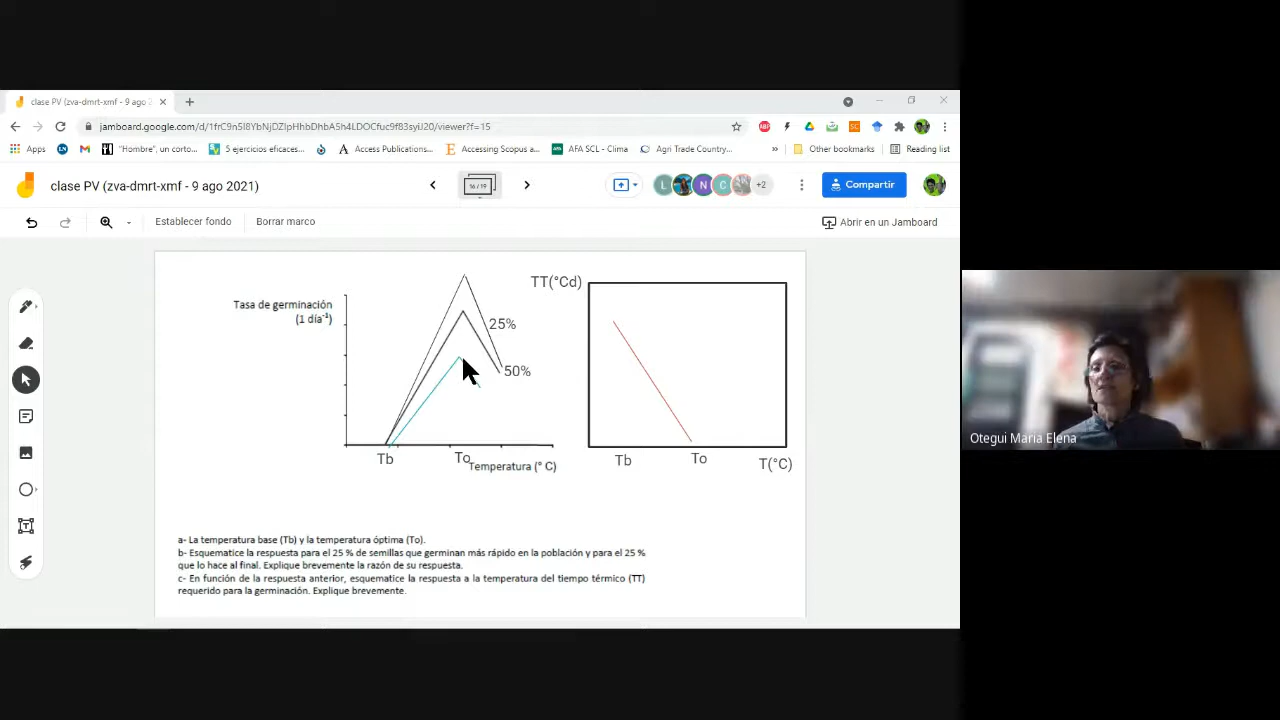 clase PV (zva-dmrt-xmf - 9 ago 2
jamboard.google.com/d/1frC9n5l8YbNjDZIpHhbDhbA5h4LDOCfuc9f83syiJ20/viewer?f=15
Apps
"Hombre", un corto...
5 ejercicios eficaces...
Access Publications...
Accessing Scopus a...
AFA SCL - Clima
Agri Trade Country...
»
Other bookmarks
Reading list
clase PV (zva-dmrt-xmf - 9 ago 2021)
16 / 19
L
N
C
+2
Compartir
Establecer fondo
Borrar marco
Abrir en un Jamboard
Tasa de germinación
(1 día-1)
25%
50%
Tb
To
Temperatura (° C)
TT(°Cd)
Tb
To
T(°C)
a- La temperatura base (Tb) y la temperatura óptima (To).
b- Esquematice la respuesta para el 25 % de semillas que germinan más rápido en la población y para el 25 %
que lo hace al final. Explique brevemente la razón de su respuesta.
c- En función de la respuesta anterior, esquematice la respuesta a la temperatura del tiempo térmico (TT)
requerido para la germinación. Explique brevemente.
Otegui Maria Elena